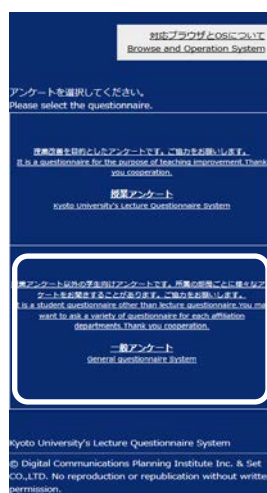 対応ブラウザとOSについて
Browse and Operation System
アンケートを選択してください。
Please select the questionnaire.
授業改善を目的としたアンケートです。ご協力をお願いします。
It is a questionnaire for the purpose of teaching improvement.Thank
you cooperation.
授業アンケート
Kyoto University's Lecture Questionnaire System
業アンケート以外の学生向けアンケートです。所属の部局ごとに様々なア
ンケートをお聞きすることがあります。ご協力をお願いします。
is a student questionnaire other than lecture questionnaire.You may
want to ask a variety of questionnaire for each affiliation
departments.Thank you cooperation.
一般アンケート
General questionnaire System
Kyoto University's Lecture Questionnaire System
© Digital Communications Planning Institute Inc. & Set
CO.,LTD. No reproduction or republication without writte
permission.